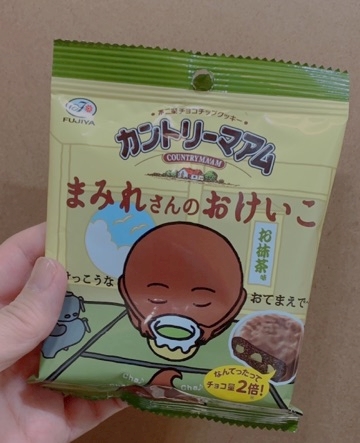 FUJIYA
ホニ星チョコチップクッキー
カントリーマアム
COUNTRY MA'AM
まみれさんのおけいこ
お抹茶味
けっこうな
おてまえで
なんてったって
チョコ量2倍!